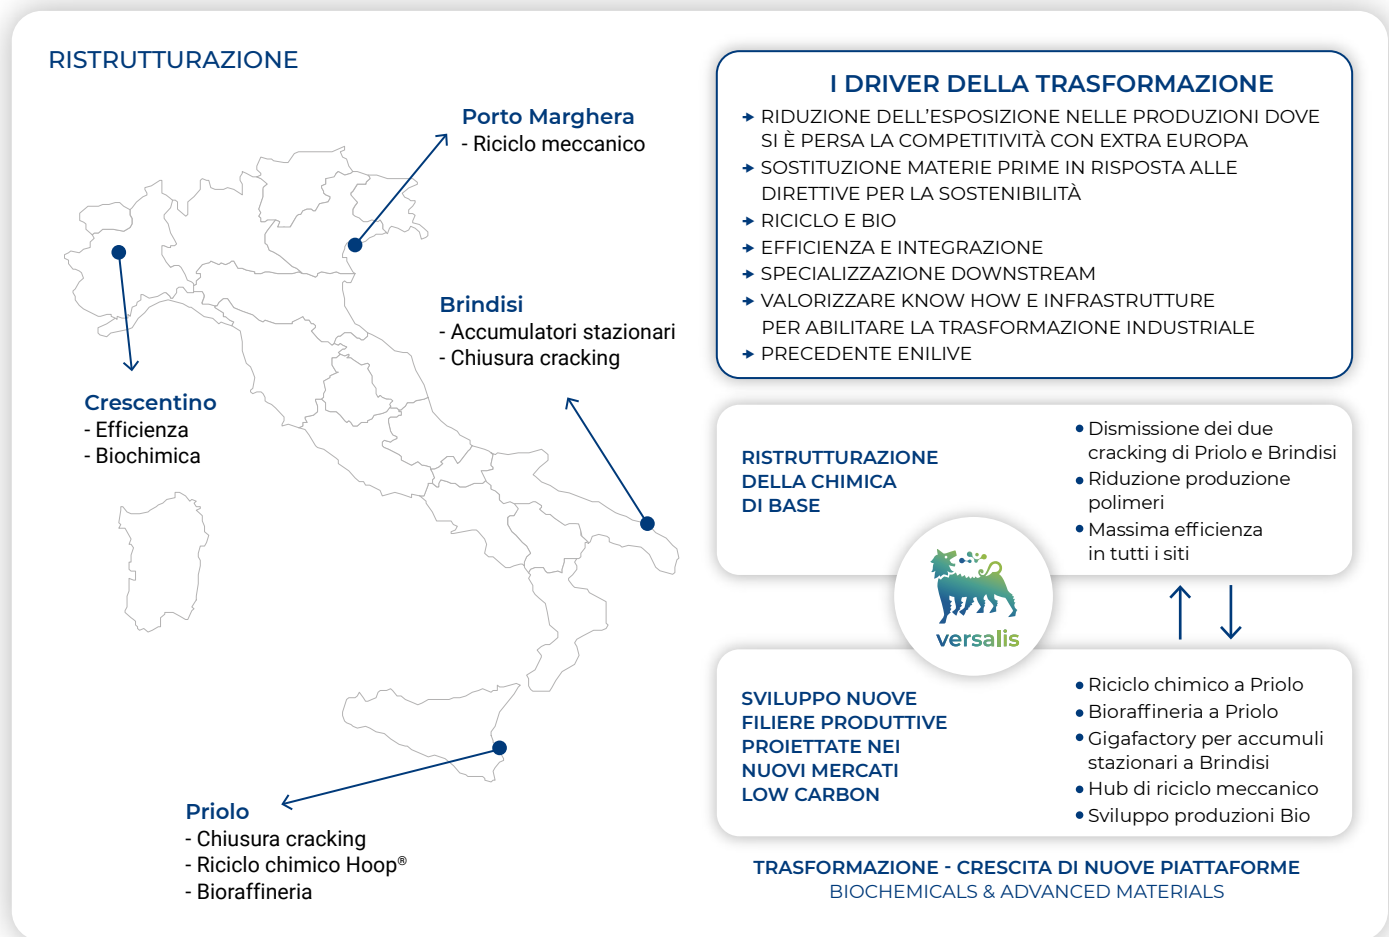 RISTRUTTURAZIONE
Porto Marghera
- Riciclo meccanico
Brindisi
- Accumulatori stazionari
- Chiusura cracking
Crescentino
- Efficienza
- Biochimica
Priolo
- Chiusura cracking
- Riciclo chimico Hoop®
- Bioraffineria
I DRIVER DELLA TRASFORMAZIONE
➔ RIDUZIONE DELL'ESPOSIZIONE NELLE PRODUZIONI DOVE
SI È PERSA LA COMPETITIVITÀ CON EXTRA EUROPA
➔ SOSTITUZIONE MATERIE PRIME IN RISPOSTA ALLE
DIRETTIVE PER LA SOSTENIBILITÀ
➔ RICICLO E BIO
➔ EFFICIENZA E INTEGRAZIONE
➔ SPECIALIZZAZIONE DOWNSTREAM
➔ VALORIZZARE KNOW HOW E INFRASTRUTTURE
PER ABILITARE LA TRASFORMAZIONE INDUSTRIALE
➔ PRECEDENTE ENILIVE
RISTRUTTURAZIONE
DELLA CHIMICA
DI BASE
• Dismissione dei due
cracking di Priolo e Brindisi
• Riduzione produzione
polimeri
• Massima efficienza
in tutti i siti
versalis
SVILUPPO NUOVE
FILIERE PRODUTTIVE
PROIETTATE NEI
NUOVI MERCATI
LOW CARBON
• Riciclo chimico a Priolo
• Bioraffineria a Priolo
• Gigafactory per accumuli
stazionari a Brindisi
• Hub di riciclo meccanico
• Sviluppo produzioni Bio
TRASFORMAZIONE - CRESCITA DI NUOVE PIATTAFORME
BIOCHEMICALS & ADVANCED MATERIALS